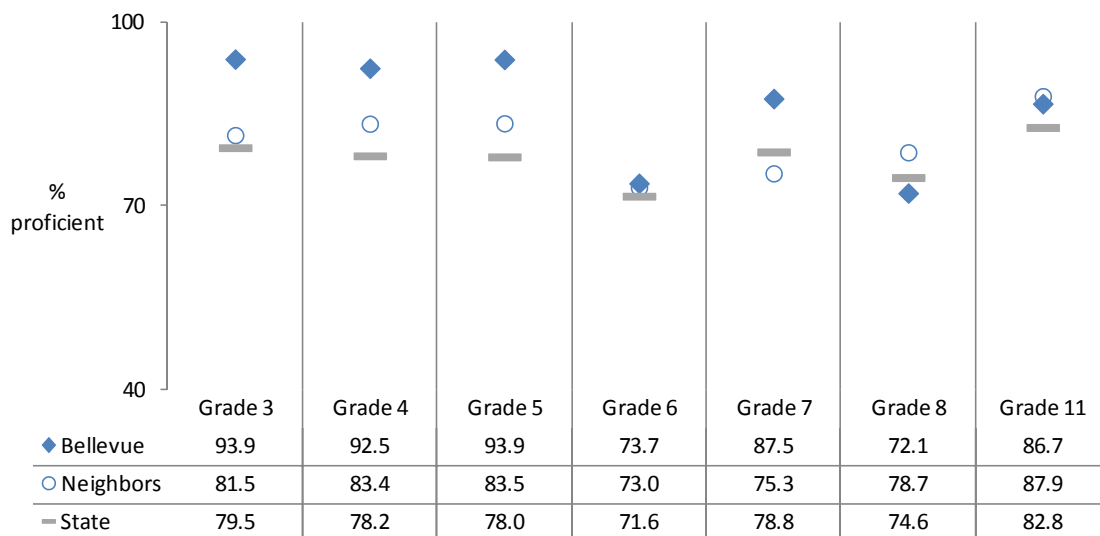 100
%
proficient
70
40
Grade 3 Grade 4 Grade 5 Grade 6 Grade 7 Grade 8 Grade 11
Bellevue 93.9 92.5 93.9 73.7 87.5 72.1 86.7
Neighbors 81.5 83.4 83.5 73.0 75.3 78.7 87.9
State 79.5 78.2 78.0 71.6 78.8 74.6 82.8